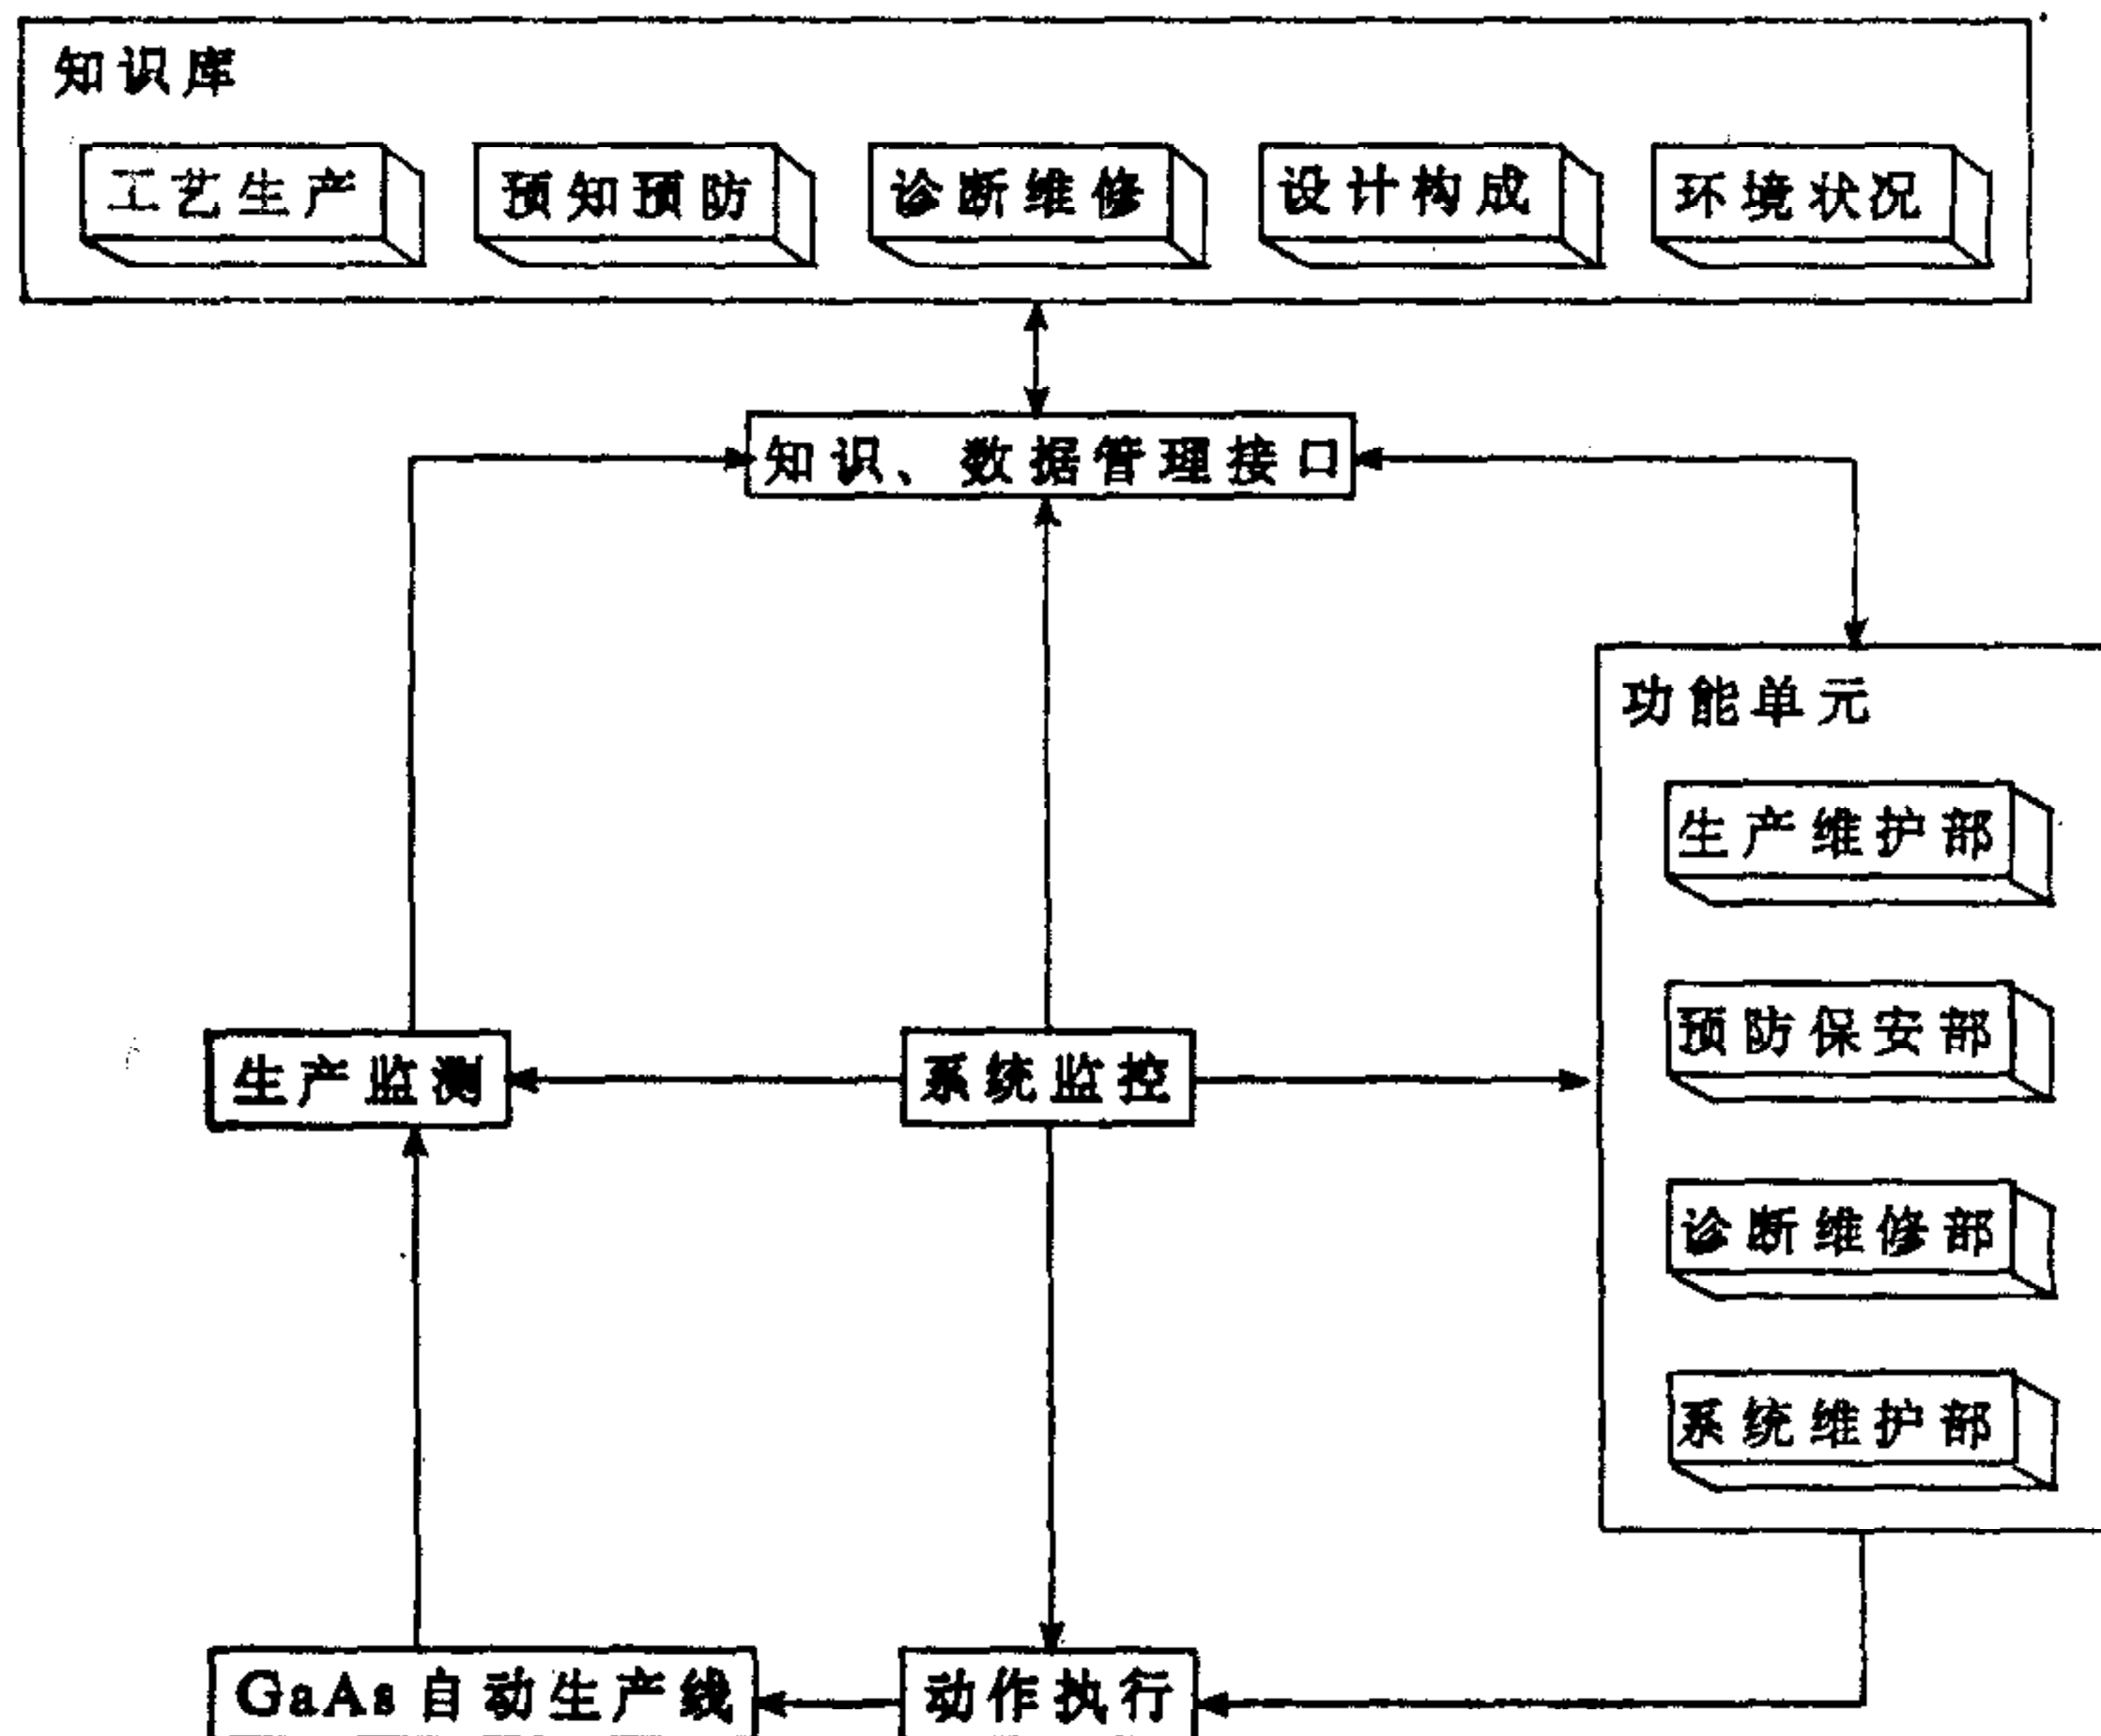 知识库
工艺生产 预知预防 诊断维修 设计构成 环境状况
知识、数据管理接口
功能单元
生产维护部
预防保安部
生产监测 系统监控
诊断维修部
系统维护部
GaAs自动生产线 动作执行